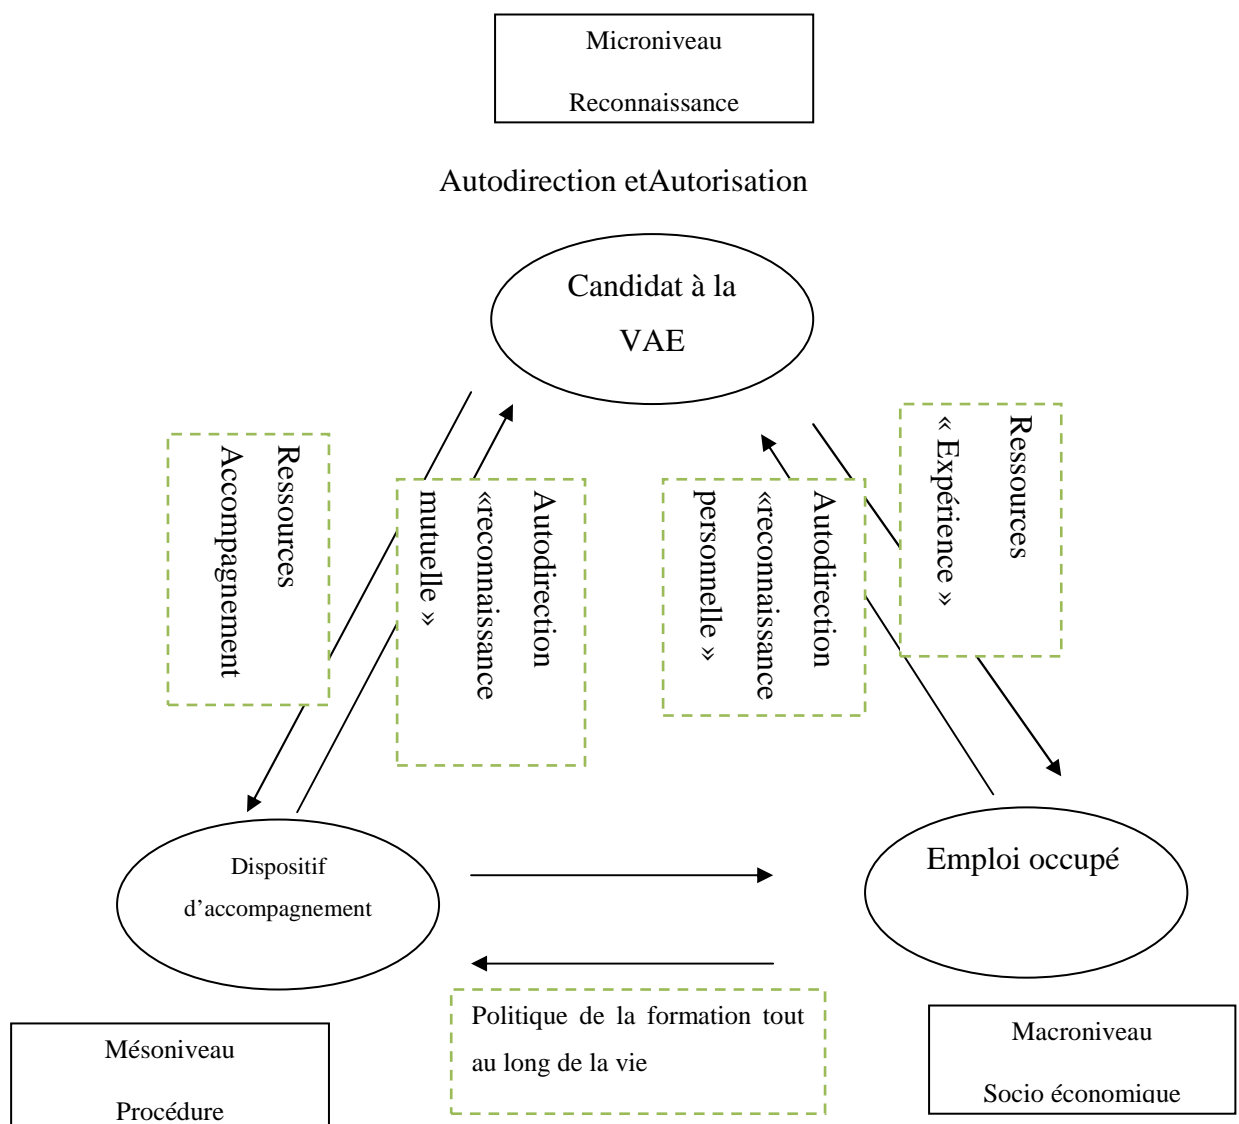 Microniveau
Reconnaissance
Autodirection etAutorisation
Candidat à la
VAE
Ressources
Accompagnement
Autodirection
«reconnaissance
mutuelle »
Autodirection
«reconnaissance
personnelle »
Ressources
« Expérience »
Dispositif
d’accompagnement
Emploi occupé
Politique de la formation tout
au long de la vie
Mésoniveau
Procédure
Macroniveau
Socio économique